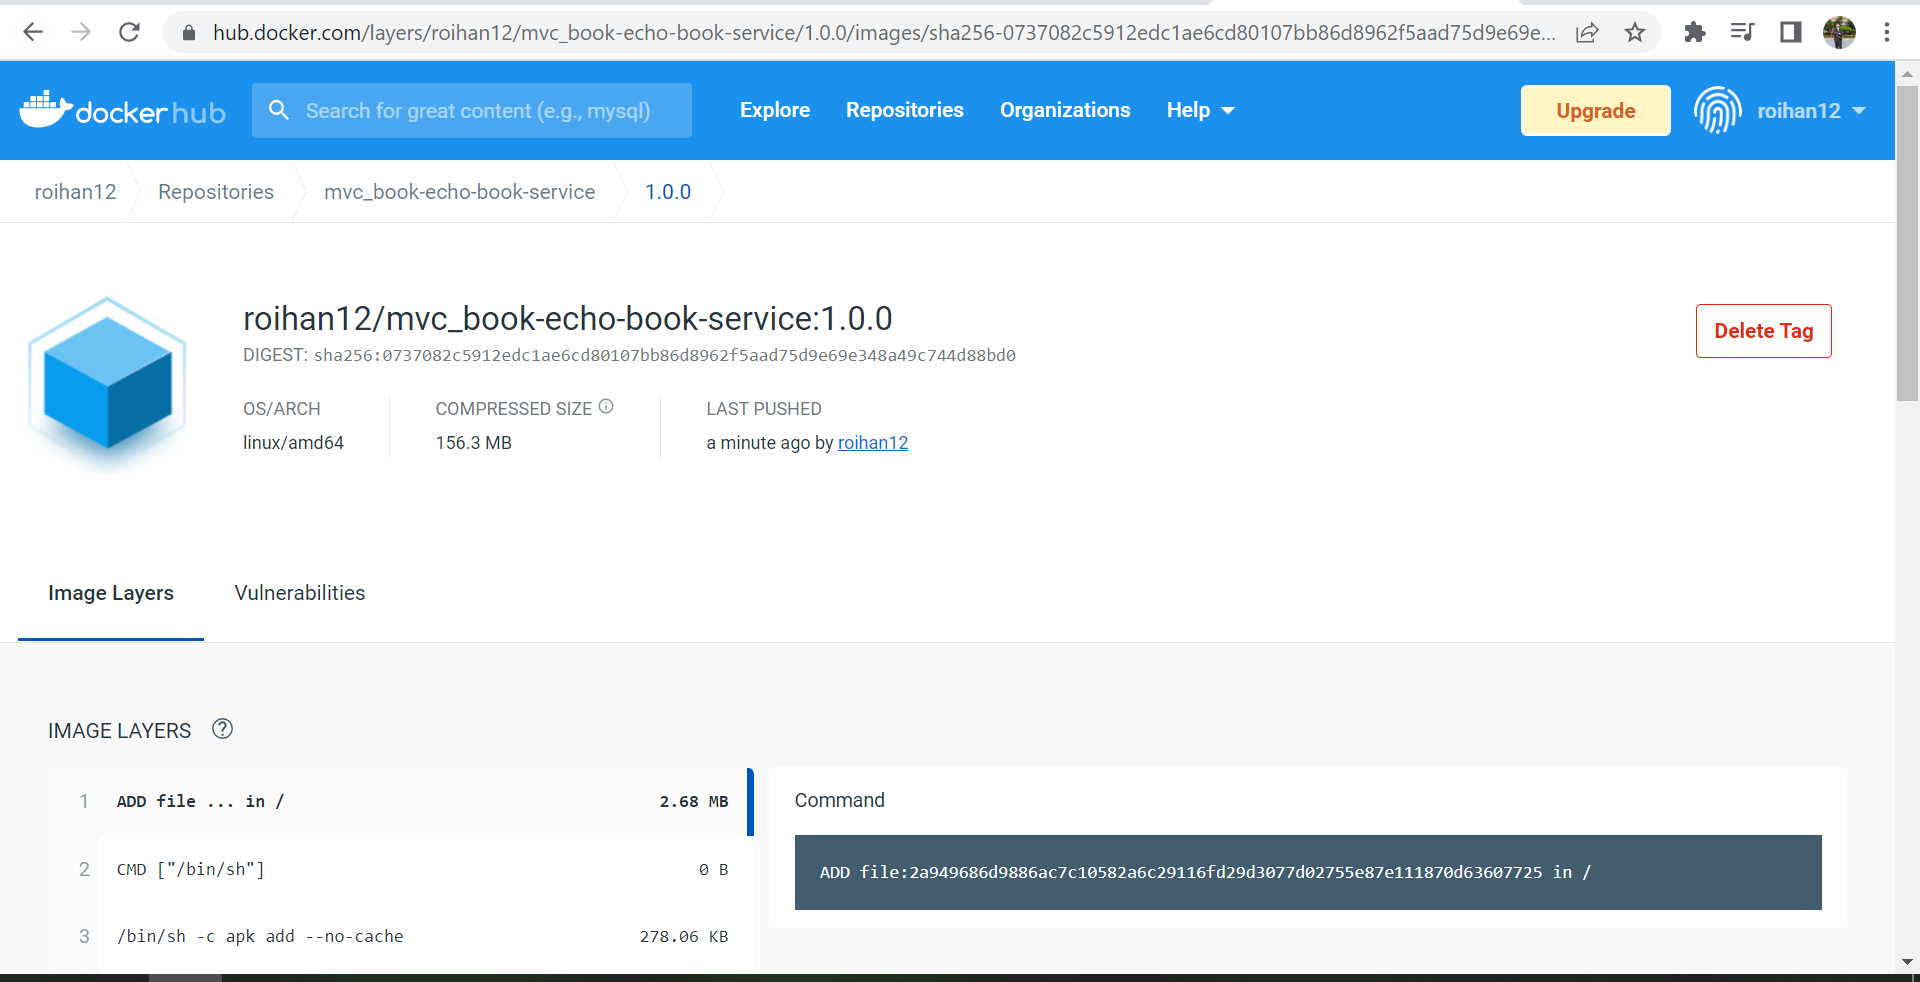 hub.docker.com/layers/roihan12/mvc_book-echo-book-service/1.0.0/images/sha256-0737082c5912edc1ae6cd80107bb86d8962f5aad75d9e69e...
docker hub
Search for great content (e.g., mysql)
Explore
Repositories
Organizations
Help
Upgrade
roihan12
roihan12
Repositories
mvc_book-echo-book-service
1.0.0
roihan12/mvc_book-echo-book-service:1.0.0
Delete Tag
DIGEST: sha256:0737082c5912edc1ae6cd80107bb86d8962f5aad75d9e69e348a49c744d88bd0
OS/ARCH
linux/amd64
COMPRESSED SIZE
156.3 MB
LAST PUSHED
a minute ago by roihan12
Image Layers
Vulnerabilities
IMAGE LAYERS
1 ADD file ... in / 2.68 MB
2 CMD ["/bin/sh"] 0 B
3 /bin/sh -c apk add --no-cache 278.06 KB
Command
ADD file:2a949686d9886ac7c10582a6c29116fd29d3077d02755e87e111870d63607725 in /